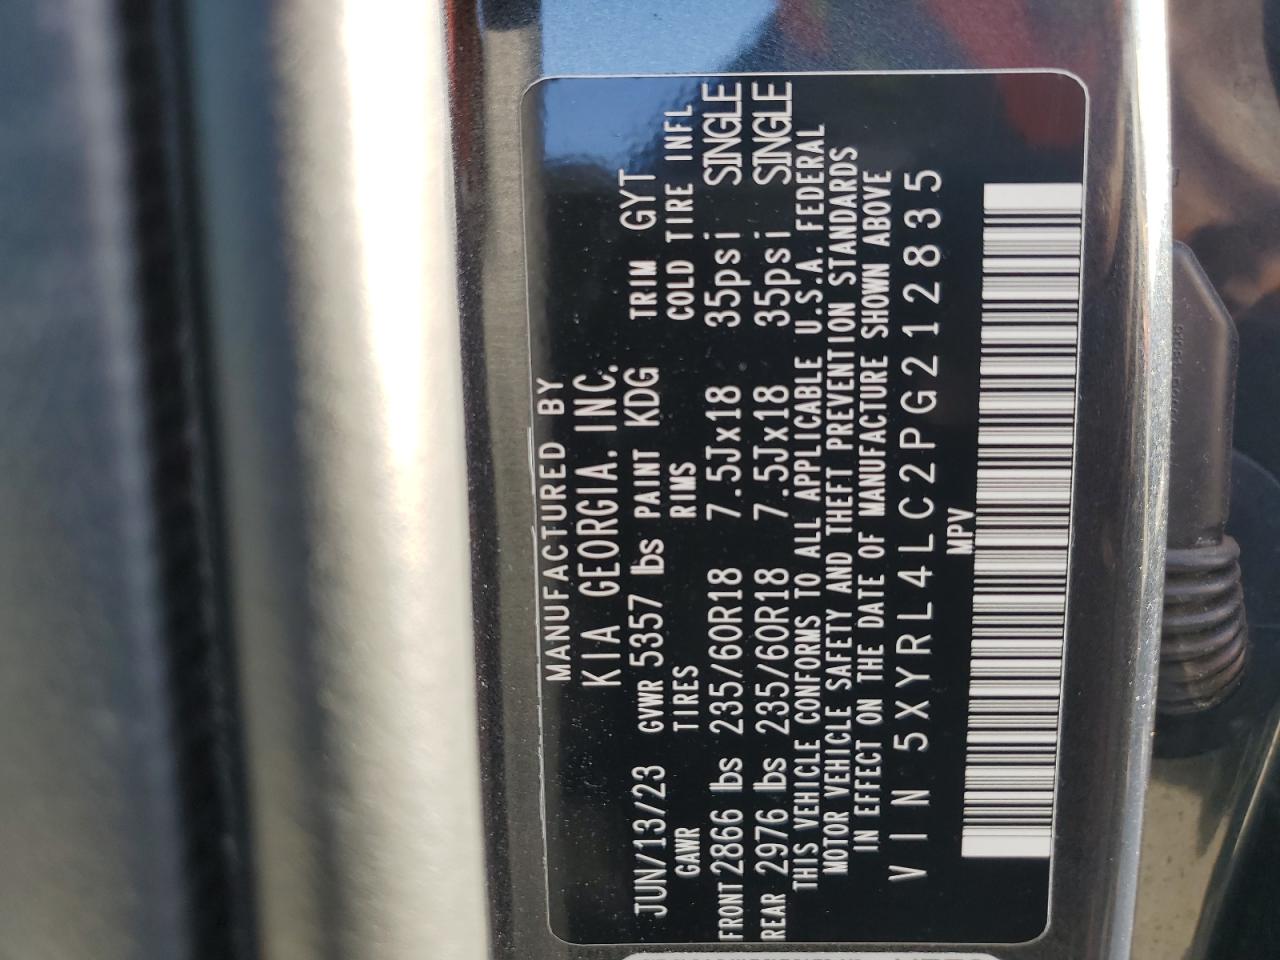 MANUFACTURED BY
KIA GEORGIA, INC.
JUN/13/23 GVWR 5357 lbs PAINT KDG TRIM GYT
GAWR TIRES RIMS COLD TIRE INFL
FRONT 2866 lbs 235/60R18 7.5Jx18 35psi SINGLE
REAR 2976 lbs 235/60R18 7.5Jx18 35psi SINGLE
THIS VEHICLE CONFORMS TO ALL APPLICABLE U.S.A. FEDERAL
MOTOR VEHICLE SAFETY AND THEFT PREVENTION STANDARDS
IN EFFECT ON THE DATE OF MANUFACTURE SHOWN ABOVE
VIN 5XYRL4LC2PG212835
MPV